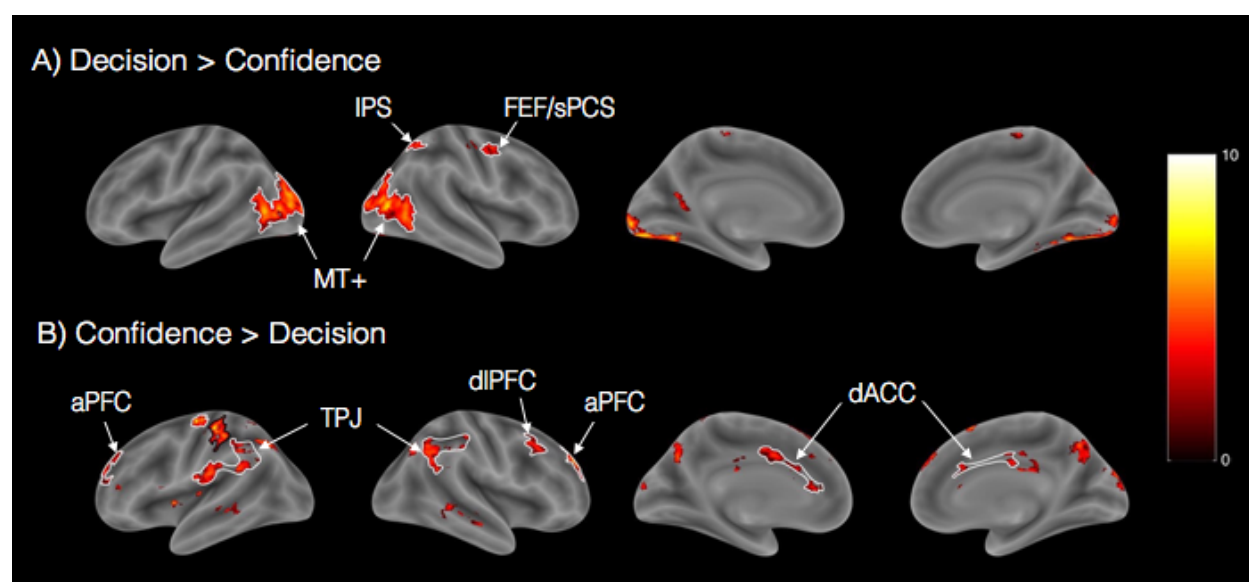 A) Decision > Confidence
IPS
FEF/sPCS
MT+
10
0
B) Confidence > Decision
aPFC
TPJ
dlPFC
aPFC
dACC